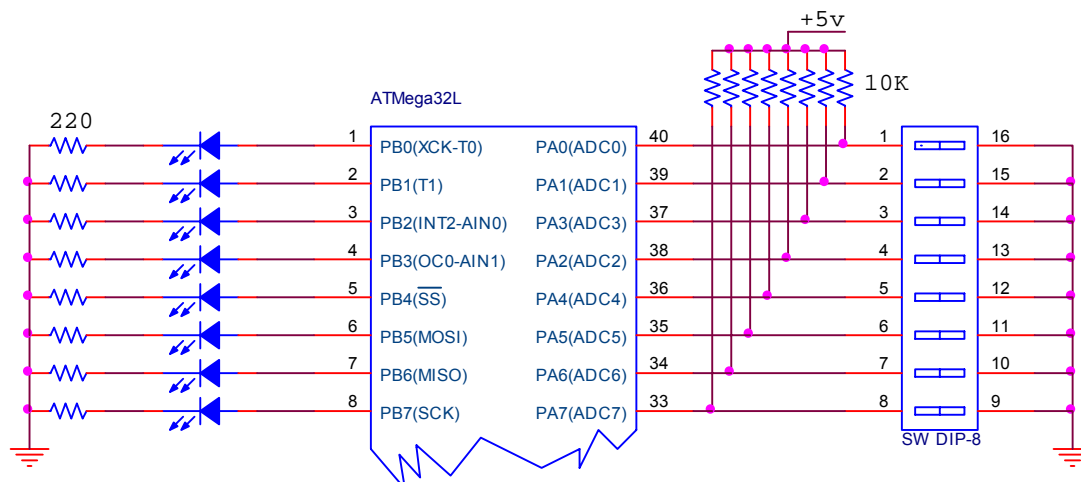 +5v
10K
ATMega32L
220
1 PB0(XCK-T0) PA0(ADC0) 40 1 16
2 PB1(T1) PA1(ADC1) 39 2 15
3 PB2(INT2-AIN0) PA3(ADC3) 37 3 14
4 PB3(OC0-AIN1) PA2(ADC2) 38 4 13
5 PB4(SS) PA4(ADC4) 36 5 12
6 PB5(MOSI) PA5(ADC5) 35 6 11
7 PB6(MISO) PA6(ADC6) 34 7 10
8 PB7(SCK) PA7(ADC7) 33 8 9
SW DIP-8